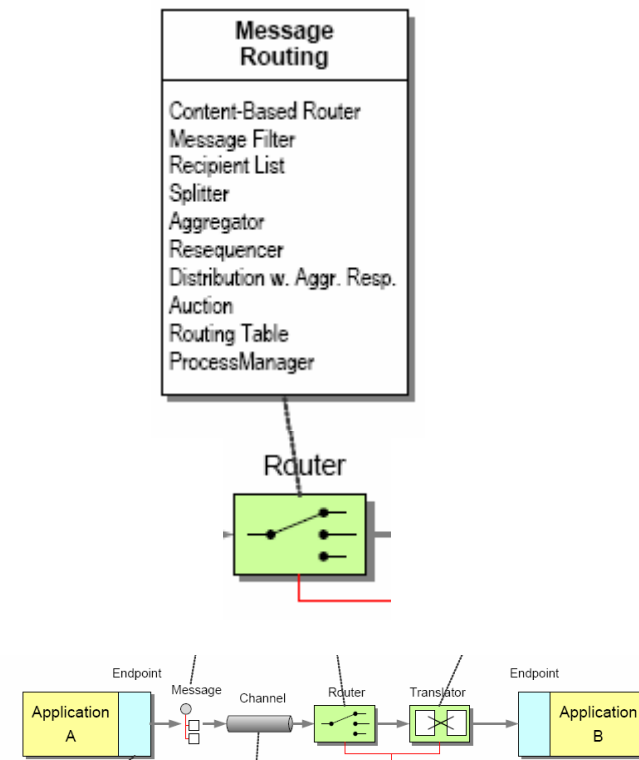 Message
Routing
Content-Based Router
Message Filter
Recipient List
Splitter
Aggregator
Resequencer
Distribution w. Aggr. Resp.
Auction
Routing Table
ProcessManager
Router
Endpoint
Message
Channel
Router
Translator
Endpoint
Application
A
Application
B